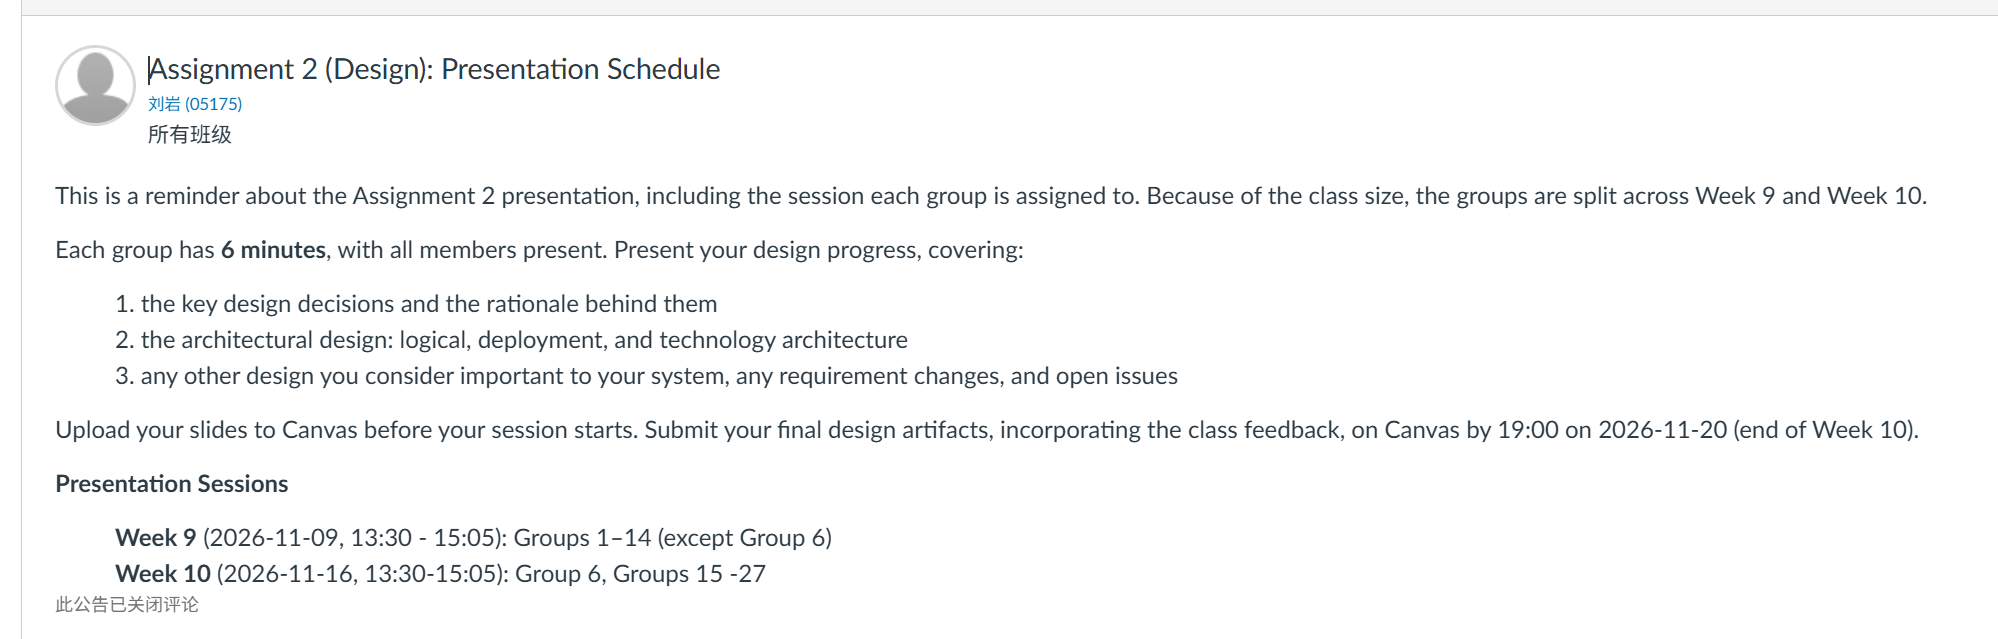 Assignment 2 (Design): Presentation Schedule
刘岩 (05175)
所有班级
This is a reminder about the Assignment 2 presentation, including the session each group is assigned to. Because of the class size, the groups are split across Week 9 and Week 10.
Each group has 6 minutes, with all members present. Present your design progress, covering:
1. the key design decisions and the rationale behind them
2. the architectural design: logical, deployment, and technology architecture
3. any other design you consider important to your system, any requirement changes, and open issues
Upload your slides to Canvas before your session starts. Submit your final design artifacts, incorporating the class feedback, on Canvas by 19:00 on 2026-11-20 (end of Week 10).
Presentation Sessions
Week 9 (2026-11-09, 13:30 - 15:05): Groups 1–14 (except Group 6)
Week 10 (2026-11-16, 13:30-15:05): Group 6, Groups 15 -27
此公告已关闭评论